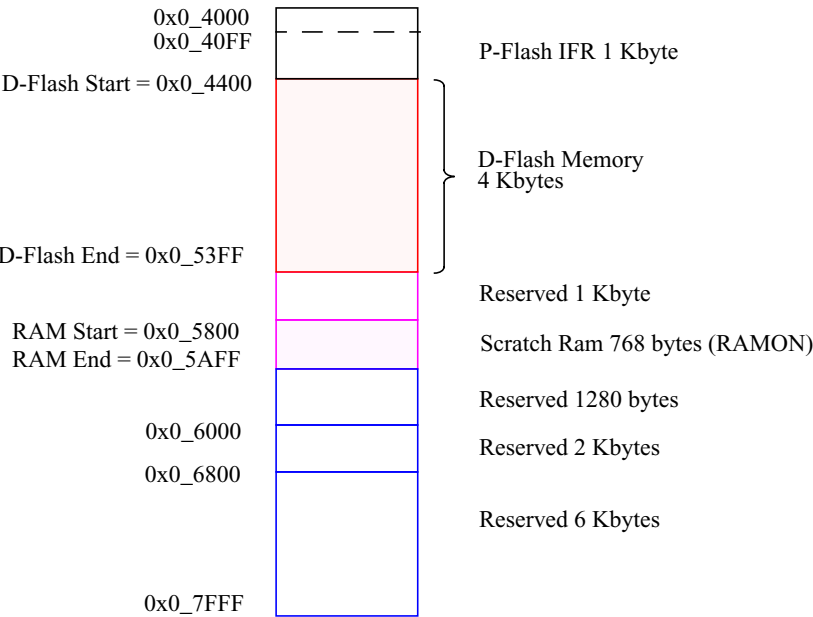 0x0_4000
0x0_40FF
P-Flash IFR 1 Kbyte
D-Flash Start = 0x0_4400
D-Flash Memory
4 Kbytes
D-Flash End = 0x0_53FF
Reserved 1 Kbyte
RAM Start = 0x0_5800
RAM End = 0x0_5AFF
Scratch Ram 768 bytes (RAMON)
Reserved 1280 bytes
0x0_6000
Reserved 2 Kbytes
0x0_6800
Reserved 6 Kbytes
0x0_7FFF